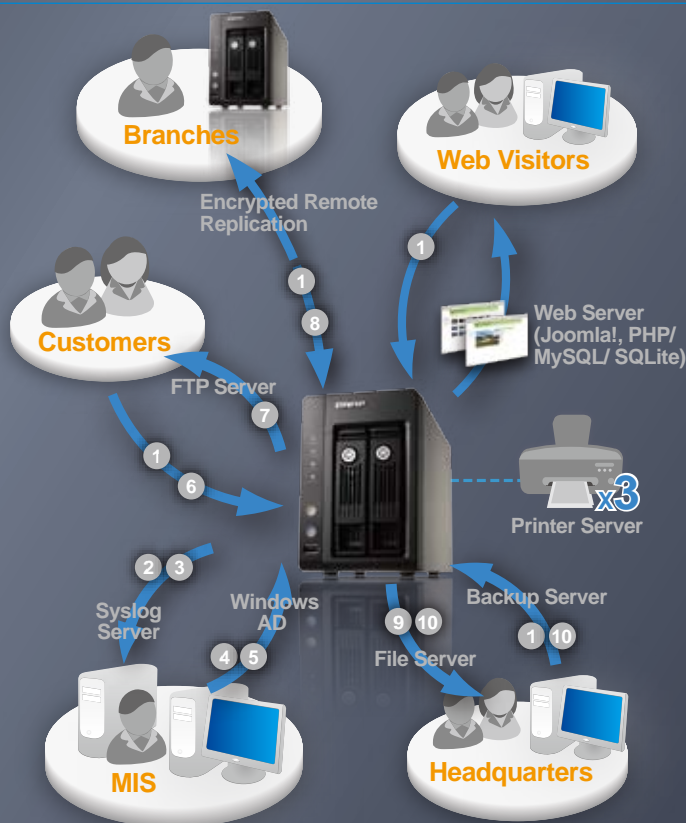 Branches
Web Visitors
Encrypted Remote
Replication
1
8
1
Web Server
(Joomla!, PHP/
MySQL/ SQLite)
Customers
FTP Server
7
1
6
x3
Printer Server
2 3
Syslog
Server
Windows
AD
4 5
9 10
File Server
Backup Server
1 10
MIS
Headquarters